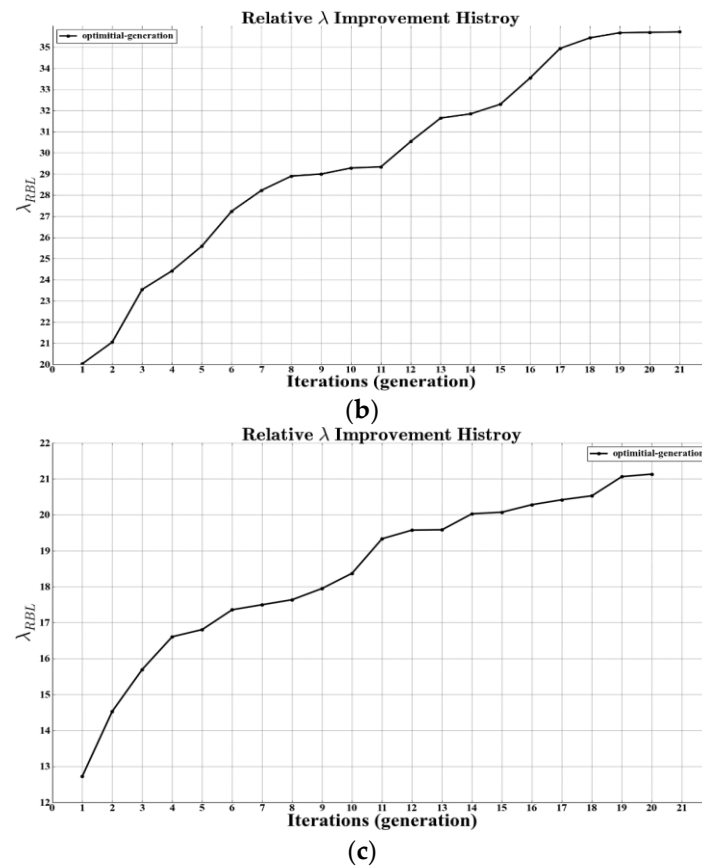 Relative λ Improvement Histroy
optimitial-generation
35
34
33
32
31
30
29
28
27
26
25
24
23
22
21
20
λRBL
0 1 2 3 4 5 6 7 8 9 10 11 12 13 14 15 16 17 18 19 20 21
Iterations (generation)
(b)
Relative λ Improvement Histroy
optimitial-generation
22
21
20
19
18
17
16
15
14
13
12
λRBL
0 1 2 3 4 5 6 7 8 9 10 11 12 13 14 15 16 17 18 19 20 21
Iterations (generation)
(c)